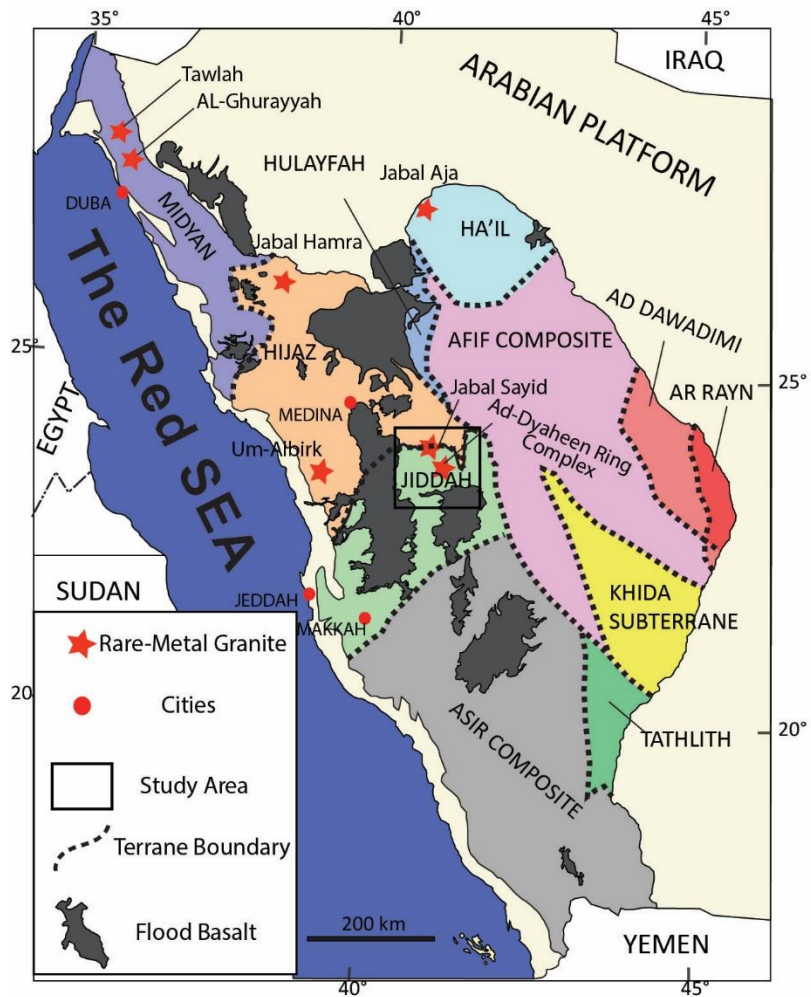 35°
40°
45°
IRAQ
Tawlah
AL-Ghurayyah
ARABIAN PLATFORM
HULAYFAH
Jabal Aja
DUBA
MIDYAN
HA'IL
Jabal Hamra
The Red SEA
AD DAWADIMI
25°
HIJAZ
AFIF COMPOSITE
25°
AR RAYN
Jabal Sayid
MEDINA
Ad-Dyaheen Ring
Complex
EGYPT
Um-Albirk
JIDDAH
SUDAN
JEDDAH
KHIDA
SUBTERRANE
MAKKAH
Rare-Metal Granite
20°
Cities
20°
TATHLITH
ASIR COMPOSITE
Study Area
Terrane Boundary
200 km
Flood Basalt
YEMEN
40°
45°